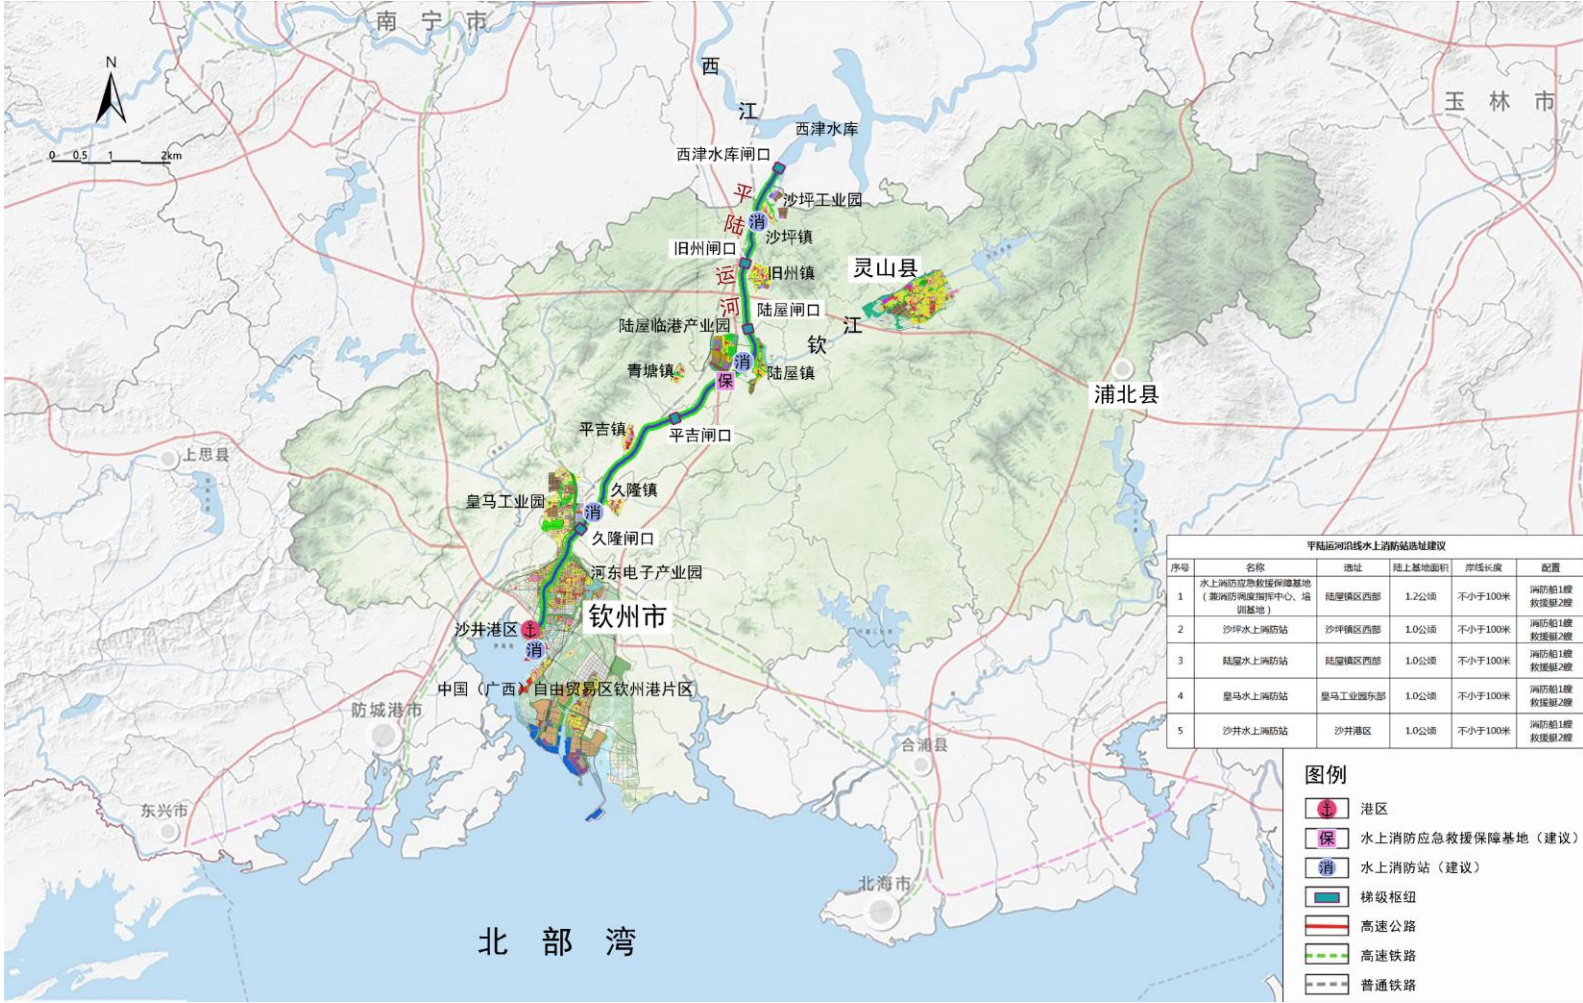 南宁市
西
江
玉林市
N
西津水库
0 0.5 1 2km
西津水库闸口
平
沙坪工业园
陆
消
沙坪镇
旧州闸口
运
旧州镇
灵山县
河
陆屋闸口
江
陆屋临港产业园
钦
消
青塘镇
陆屋镇
保
浦北县
平吉镇
平吉闸口
上思县
久隆镇
皇马工业园
消
久隆闸口
河东电子产业园
钦州市
沙井港区
消
中国（广西）自由贸易区钦州港片区
防城港市
合浦县
东兴市
北海市
北部湾
平陆运河沿线水上消防站选址建议
序号 名称 选址 陆上基地面积 岸线长度 配置
1 水上消防应急救援保障基地（兼消防调度指挥中心、培训基地） 陆屋镇区西部 1.2公顷 不小于100米 消防船1艘 救援艇2艘
2 沙坪水上消防站 沙坪镇区西部 1.0公顷 不小于100米 消防船1艘 救援艇2艘
3 陆屋水上消防站 陆屋镇区西部 1.0公顷 不小于100米 消防船1艘 救援艇2艘
4 皇马水上消防站 皇马工业园东部 1.0公顷 不小于100米 消防船1艘 救援艇2艘
5 沙井水上消防站 沙井港区 1.0公顷 不小于100米 消防船1艘 救援艇2艘
图例
港区
保 水上消防应急救援保障基地（建议）
消 水上消防站（建议）
梯级枢纽
高速公路
高速铁路
普通铁路